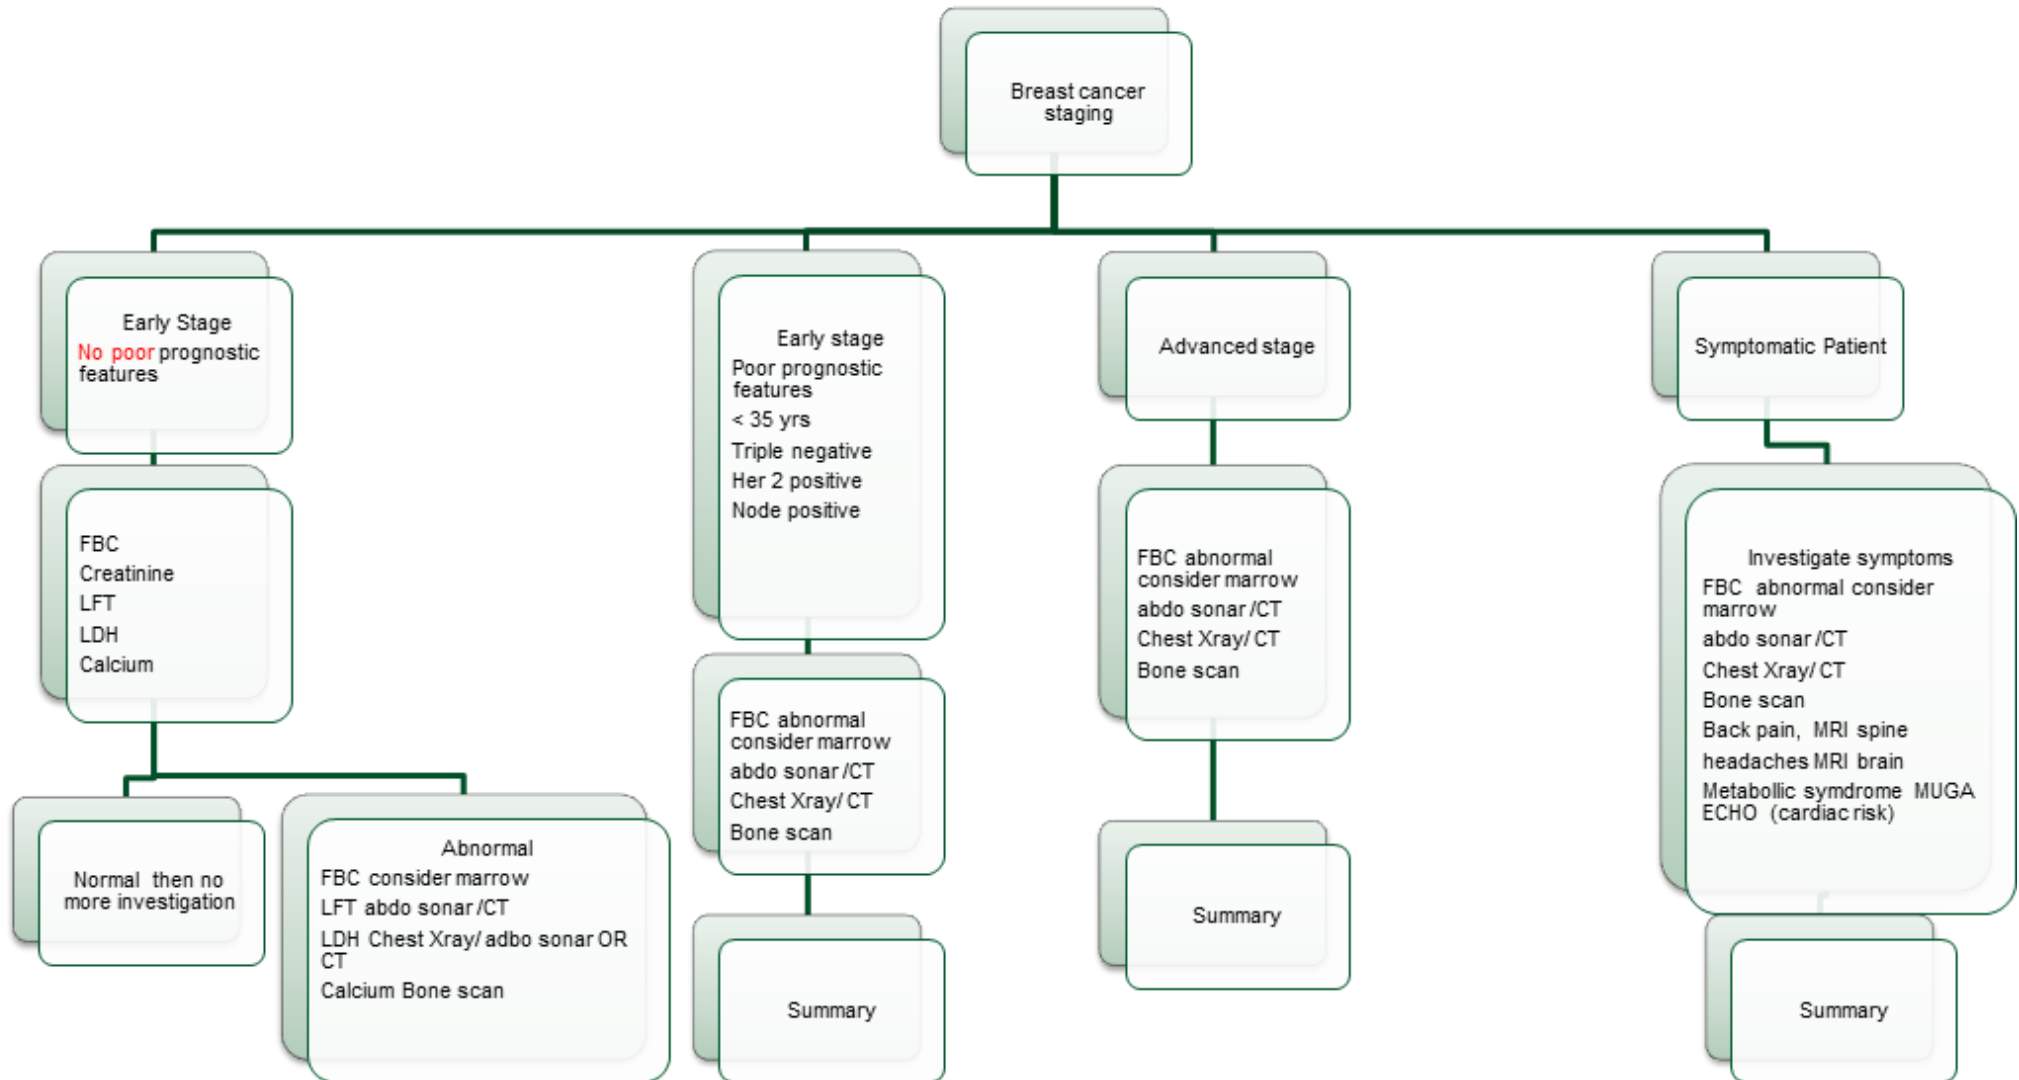 Breast cancer
staging
Early Stage
No poor prognostic
features
FBC
Creatinine
LFT
LDH
Calcium
Normal then no
more investigation
Abnormal
FBC consider marrow
LFT abdo sonar /CT
LDH Chest Xray/ adbo sonar OR
CT
Calcium Bone scan
Early stage
Poor prognostic
features
< 35 yrs
Triple negative
Her 2 positive
Node positive
FBC abnormal
consider marrow
abdo sonar /CT
Chest Xray/ CT
Bone scan
Summary
Advanced stage
FBC abnormal
consider marrow
abdo sonar /CT
Chest Xray/ CT
Bone scan
Summary
Symptomatic Patient
Investigate symptoms
FBC abnormal consider
marrow
abdo sonar /CT
Chest Xray/ CT
Bone scan
Back pain, MRI spine
headaches MRI brain
Metabollic symdrome MUGA
ECHO (cardiac risk)
Summary